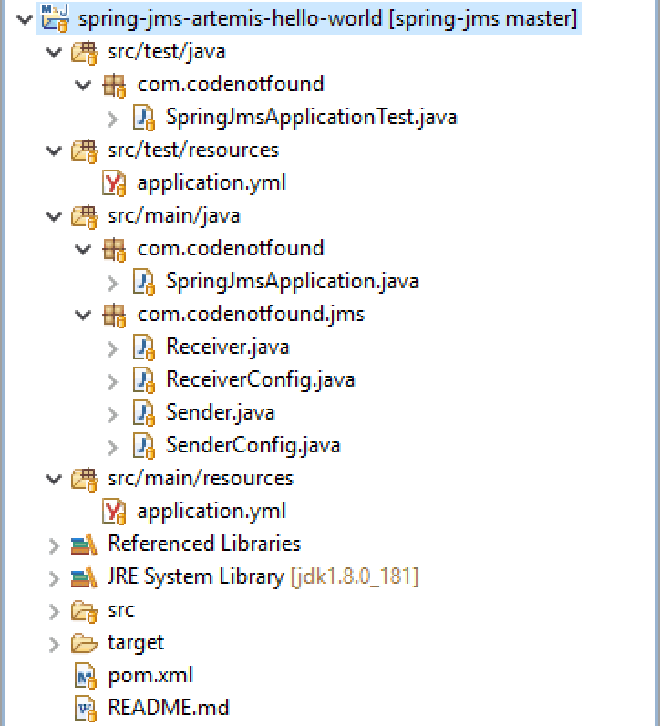 spring-jms-artemis-hello-world [spring-jms master]
src/test/java
com.codenotfound
SpringJmsApplicationTest.java
src/test/resources
application.yml
src/main/java
com.codenotfound
SpringJmsApplication.java
com.codenotfound.jms
Receiver.java
ReceiverConfig.java
Sender.java
SenderConfig.java
src/main/resources
application.yml
Referenced Libraries
JRE System Library [jdk1.8.0_181]
src
target
pom.xml
README.md